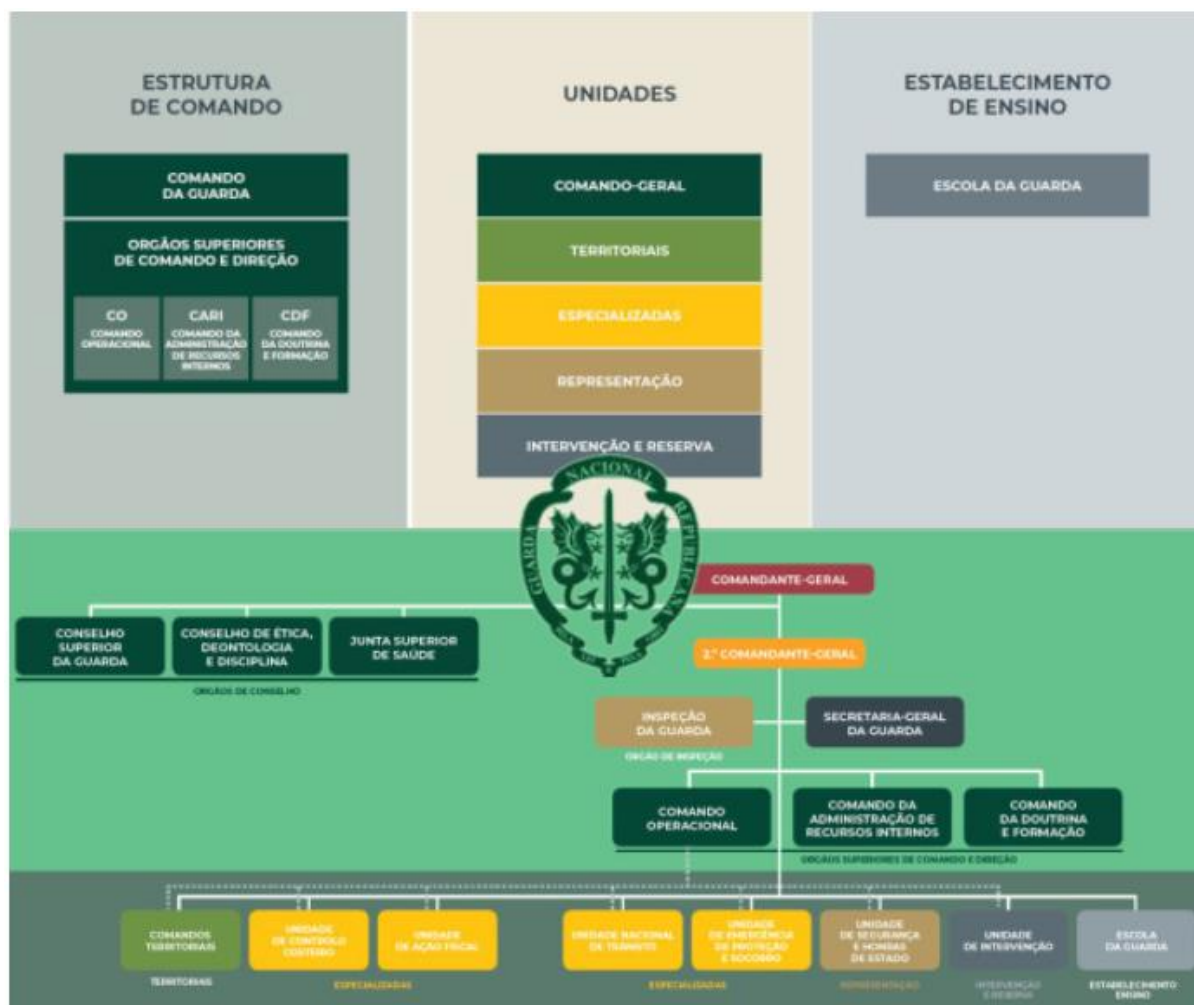 ESTRUTURA
DE COMANDO
COMANDO
DA GUARDA
ORGÃOS SUPERIORES
DE COMANDO E DIREÇÃO
CO
COMANDO
OPERACIONAL
CARI
COMANDO DA
ADMINISTRAÇÃO
DE RECURSOS
INTERNOS
CDF
COMANDO
DA DOUTRINA
E FORMAÇÃO
UNIDADES
COMANDO-GERAL
TERRITORIAIS
ESPECIALIZADAS
REPRESENTAÇÃO
INTERVENÇÃO E RESERVA
ESTABELECIMENTO
DE ENSINO
ESCOLA DA GUARDA
GUARDA NACIONAL REPUBLICANA
COMANDANTE-GERAL
CONSELHO
SUPERIOR
DA GUARDA
CONSELHO DE ÉTICA,
DEONTOLOGIA
E DISCIPLINA
JUNTA SUPERIOR
DE SAÚDE
ORGÃOS DE CONSELHO
2.º COMANDANTE-GERAL
INSPEÇÃO
DA GUARDA
ORGÃO DE INSPEÇÃO
SECRETARIA-GERAL
DA GUARDA
COMANDO
OPERACIONAL
COMANDO DA
ADMINISTRAÇÃO DE
RECURSOS INTERNOS
COMANDO
DA DOUTRINA
E FORMAÇÃO
ORGÃOS SUPERIORES DE COMANDO E DIREÇÃO
COMANDOS
TERRITORIAIS
TERRITORIAIS
UNIDADE
DE CONTROLO
COSTEIRO
UNIDADE
DE AÇÃO FISCAL
ESPECIALIZADAS
UNIDADE NACIONAL
DE TRÂNSITO
UNIDADE
DE EMERGÊNCIA
DE PROTEÇÃO
E SOCORRO
ESPECIALIZADAS
UNIDADE
DE SEGURANÇA
E HONRAS
DE ESTADO
REPRESENTAÇÃO
UNIDADE
DE INTERVENÇÃO
INTERVENÇÃO
E RESERVA
ESCOLA
DA GUARDA
ESTABELECIMENTO
ENSINO